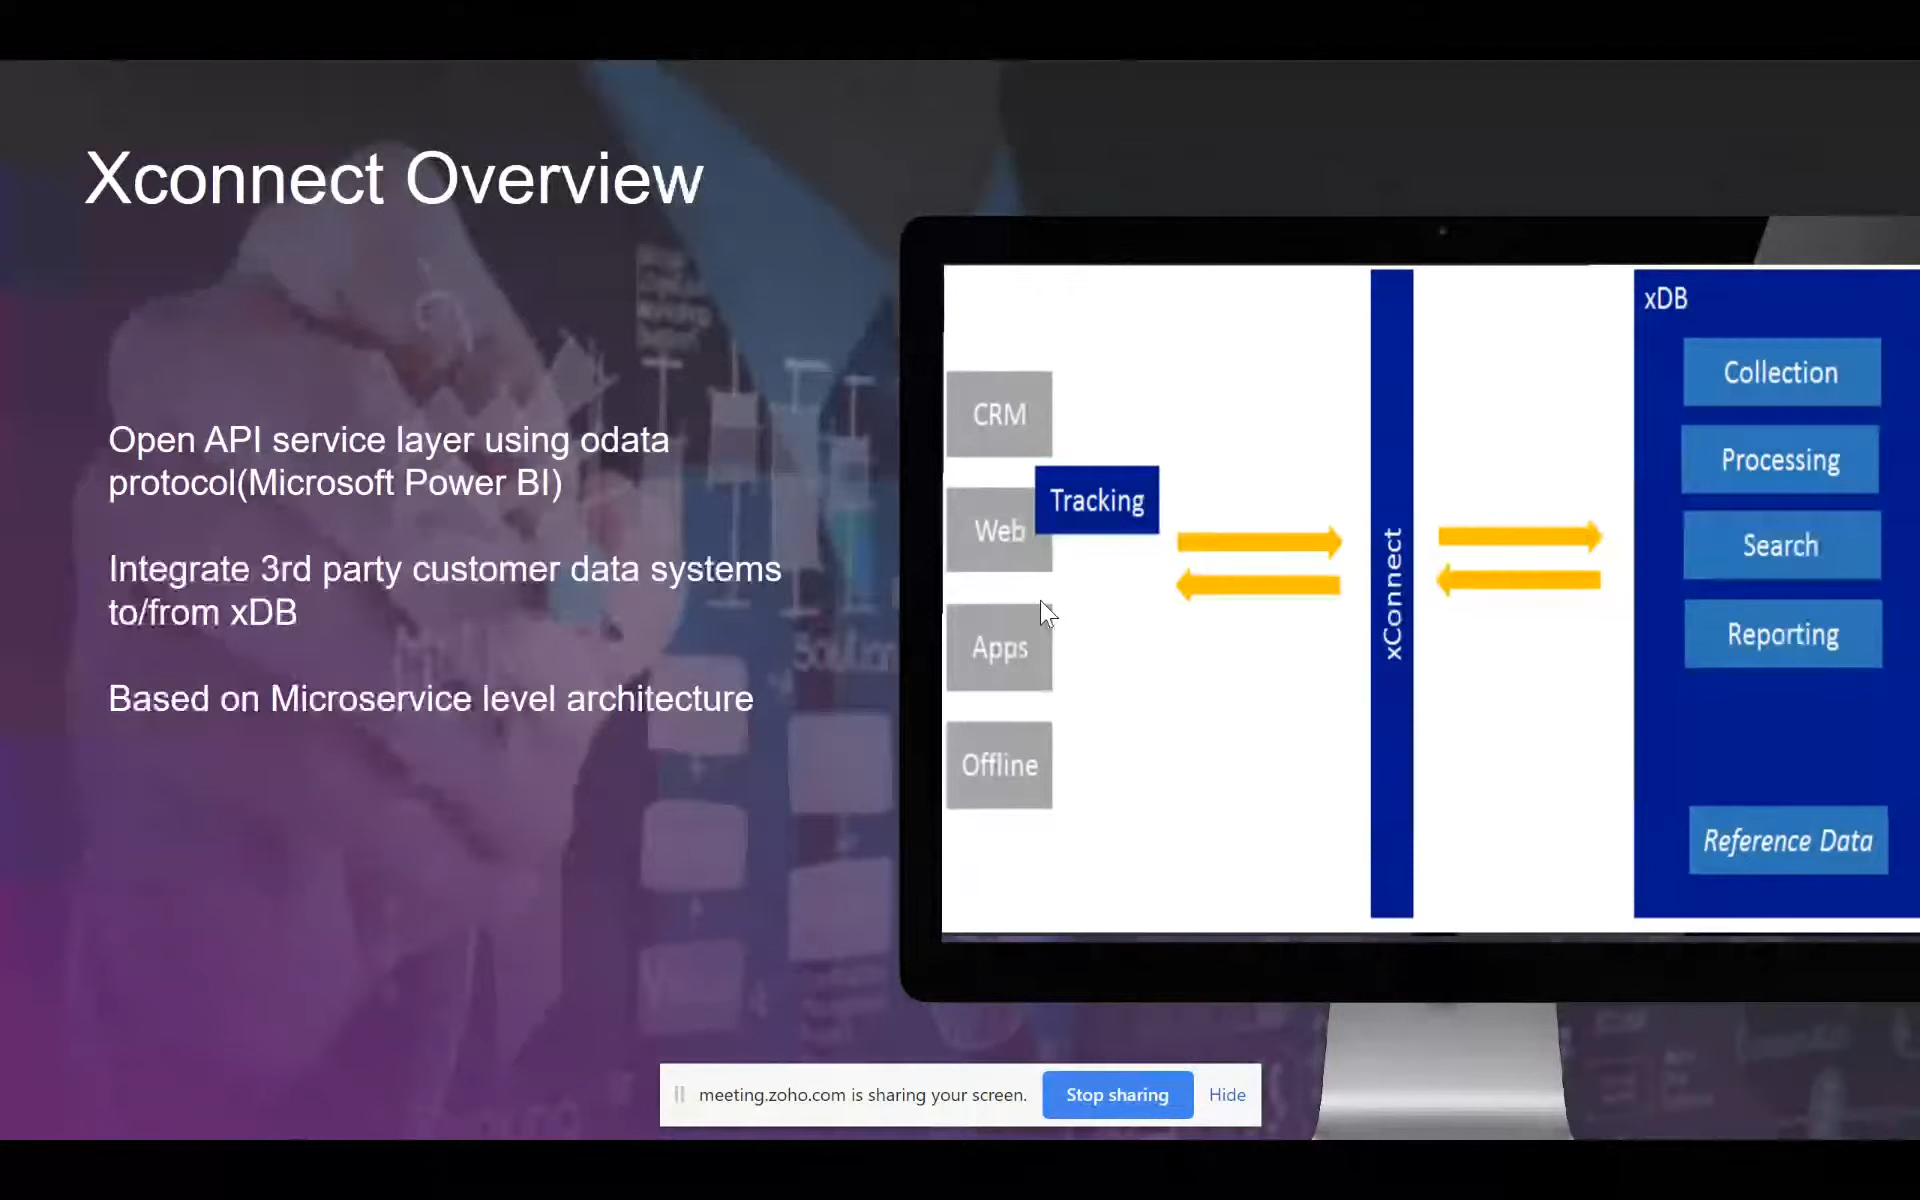 Xconnect Overview
Open API service layer using odata
protocol(Microsoft Power BI)
Integrate 3rd party customer data systems
to/from xDB
Based on Microservice level architecture
CRM
Tracking
Web
Apps
Offline
xConnect
xDB
Collection
Processing
Search
Reporting
Reference Data
meeting.zoho.com is sharing your screen.
Stop sharing
Hide